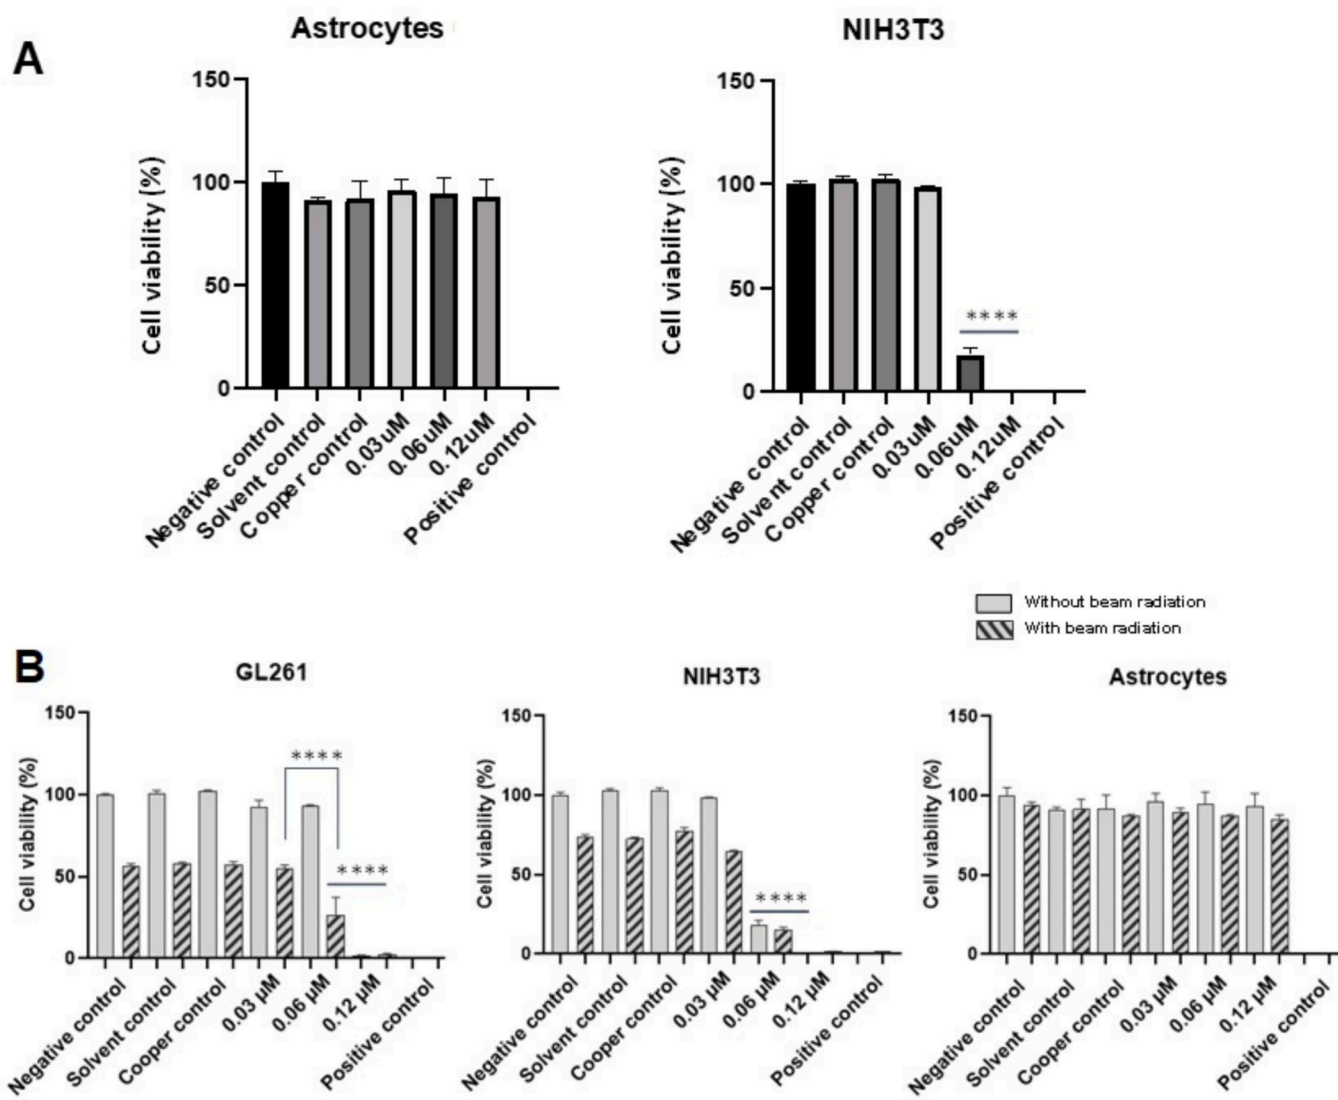 A
Astrocytes
NIH3T3
150
100
50
0
Cell viability (%)
Negative control
Solvent control
Copper control
0.03uM
0.06uM
0.12uM
Positive control
150
100
50
0
Cell viability (%)
****
Negative control
Solvent control
Copper control
0.03uM
0.06uM
0.12uM
Positive control
Without beam radiation
With beam radiation
B
GL261
NIH3T3
Astrocytes
150
100
50
0
Cell viability (%)
****
****
Negative control
Solvent control
Cooper control
0.03 µM
0.06 µM
0.12 µM
Positive control
150
100
50
0
Cell viability (%)
****
Negative control
Solvent control
Cooper control
0.03 µM
0.06 µM
0.12 µM
Positive control
150
100
50
0
Cell viability (%)
Negative control
Solvent control
Cooper control
0.03 µM
0.06 µM
0.12 µM
Positive control